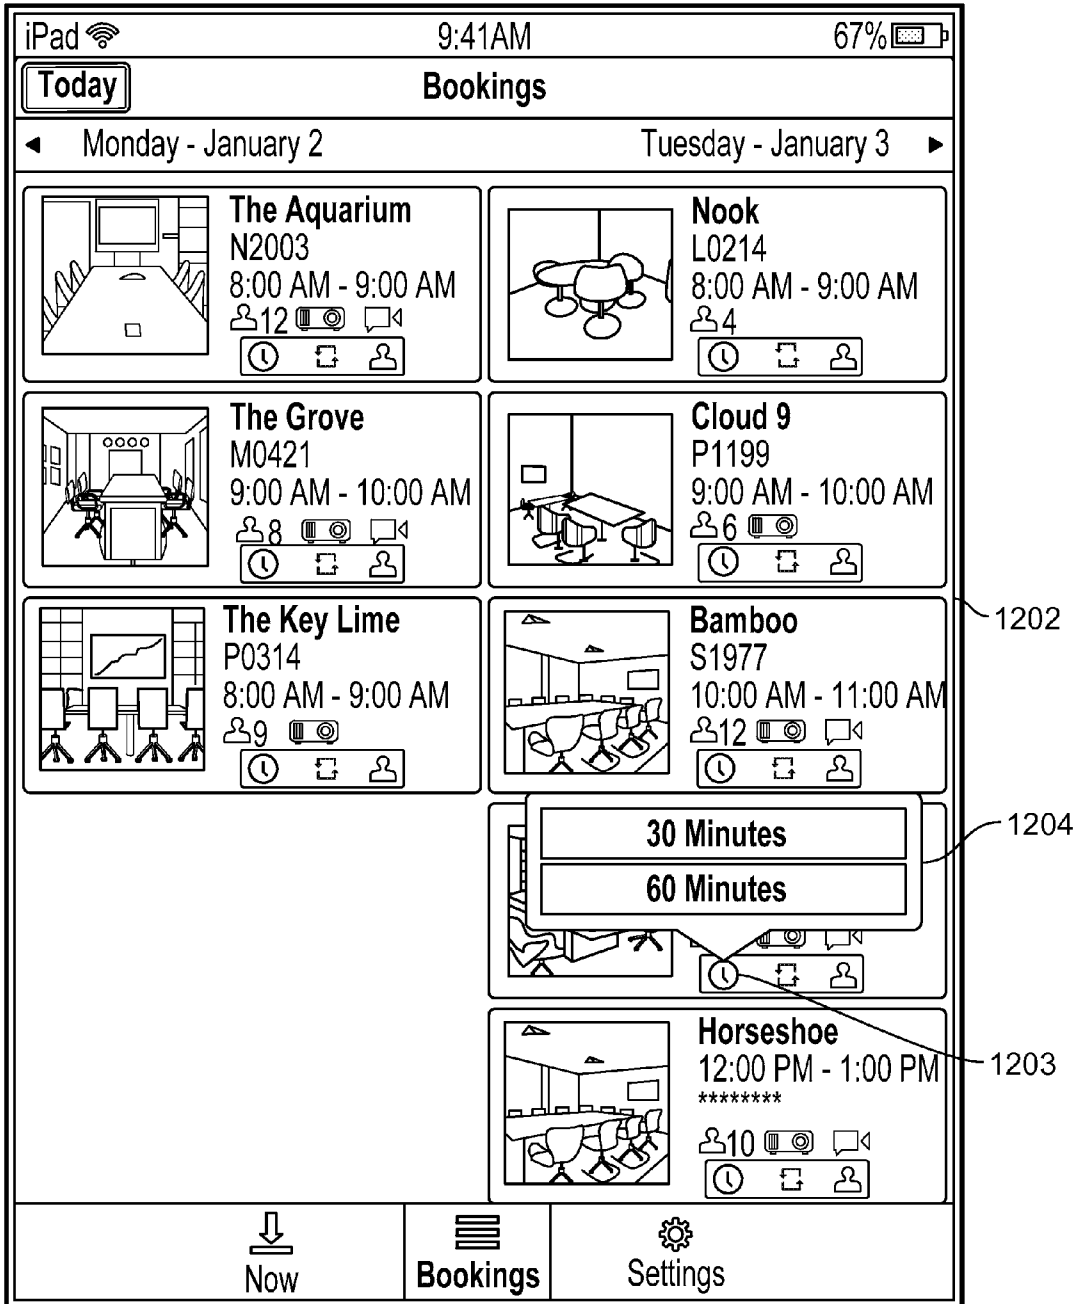 iPad 9:41AM 67%
Today Bookings
Monday - January 2 Tuesday - January 3
The Aquarium
N2003
8:00 AM - 9:00 AM
12
Nook
L0214
8:00 AM - 9:00 AM
4
The Grove
M0421
9:00 AM - 10:00 AM
8
Cloud 9
P1199
9:00 AM - 10:00 AM
6
The Key Lime
P0314
8:00 AM - 9:00 AM
9
Bamboo
S1977
10:00 AM - 11:00 AM
12
1202
30 Minutes
60 Minutes
1204
Horseshoe
12:00 PM - 1:00 PM
********
10
1203
Now Bookings Settings